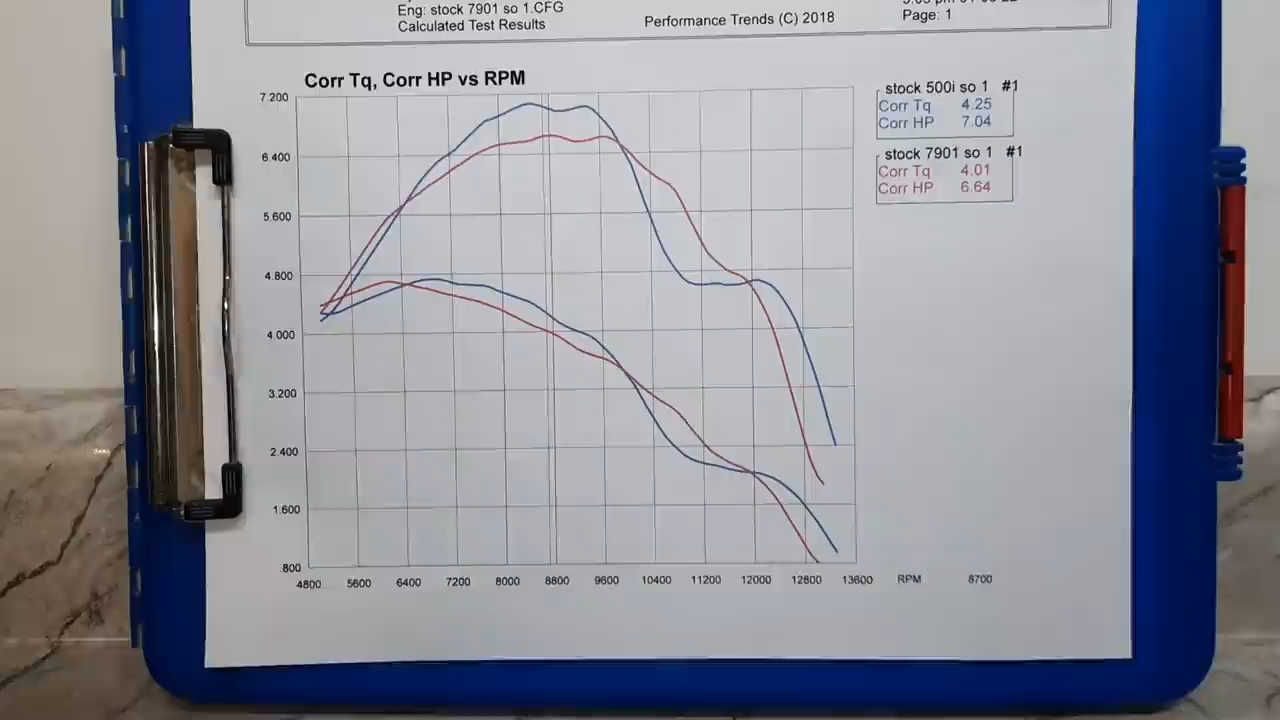 Eng: stock 7901 so 1.CFG
Calculated Test Results
Performance Trends (C) 2018
Page: 1
Corr Tq, Corr HP vs RPM
7.200
6.400
5.600
4.800
4.000
3.200
2.400
1.600
.800
4800 5600 6400 7200 8000 8800 9600 10400 11200 12000 12800 13600 RPM 8700
stock 500i so 1 #1
Corr Tq 4.25
Corr HP 7.04
stock 7901 so 1 #1
Corr Tq 4.01
Corr HP 6.64